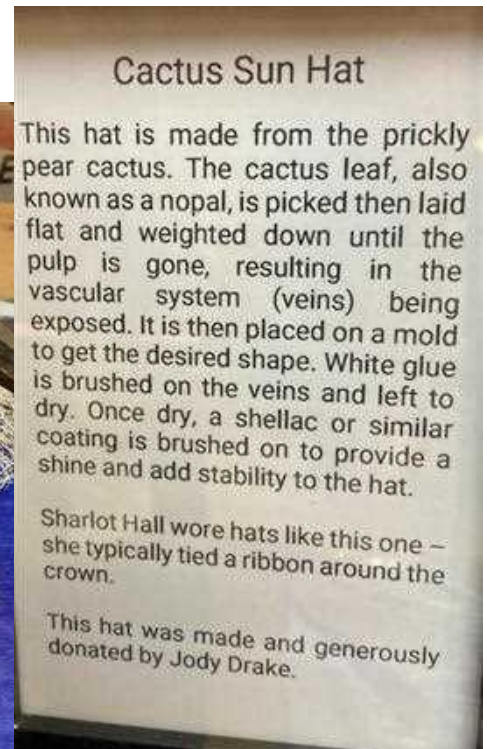 Cactus Sun Hat
This hat is made from the prickly
pear cactus. The cactus leaf, also
known as a nopal, is picked then laid
flat and weighted down until the
pulp is gone, resulting in the
vascular system (veins) being
exposed. It is then placed on a mold
to get the desired shape. White glue
is brushed on the veins and left to
dry. Once dry, a shellac or similar
coating is brushed on to provide a
shine and add stability to the hat.
Sharlot Hall wore hats like this one –
she typically tied a ribbon around the
crown.
This hat was made and generously
donated by Jody Drake.